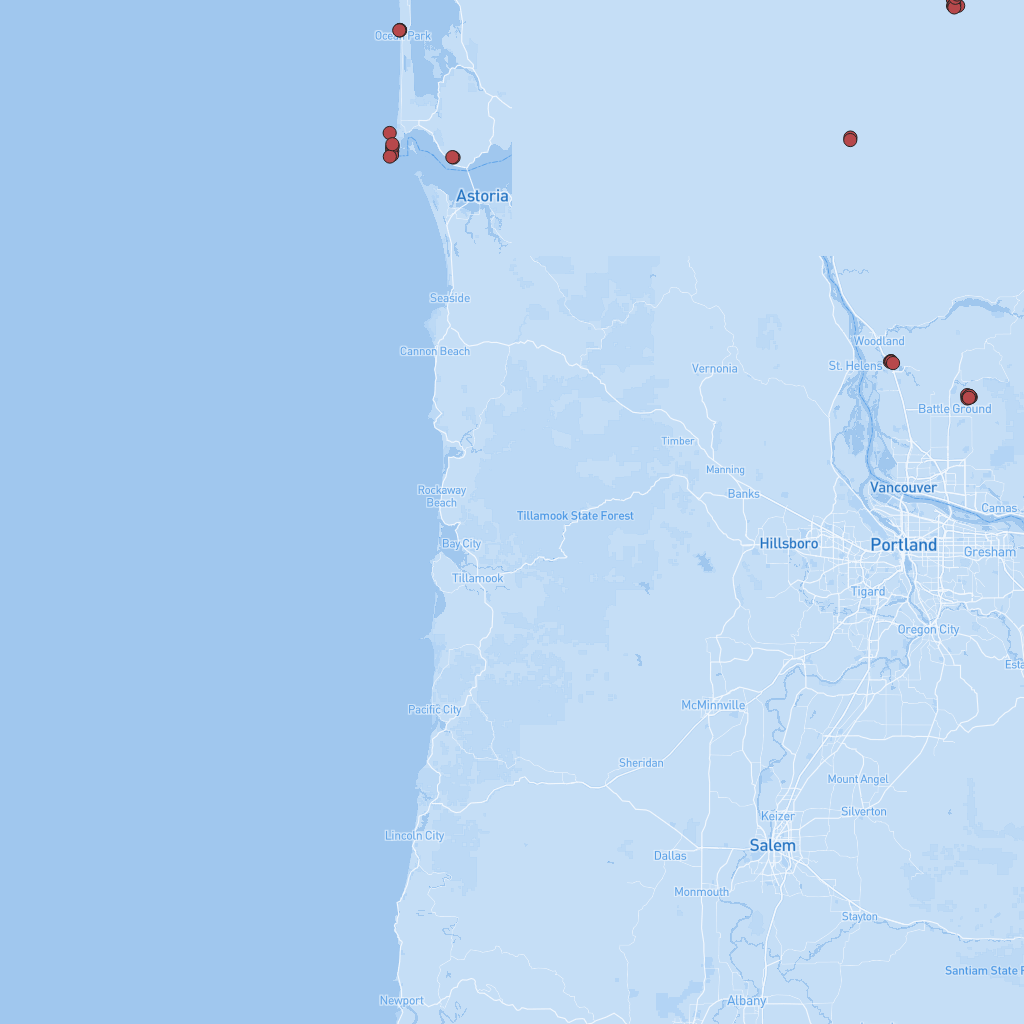 Ocean Park
Astoria
Seaside
Woodland
Cannon Beach
St. Helens
Vernonia
Battle Ground
Timber
Manning
Rockaway
Beach
Banks
Vancouver
Camas
Tillamook State Forest
Bay City
Hillsboro
Portland
Gresham
Tillamook
Tigard
Oregon City
Esta
McMinnville
Pacific City
Sheridan
Mount Angel
Silverton
Keizer
Lincoln City
Salem
Dallas
Monmouth
Stayton
Santiam State F
Newport
Albany